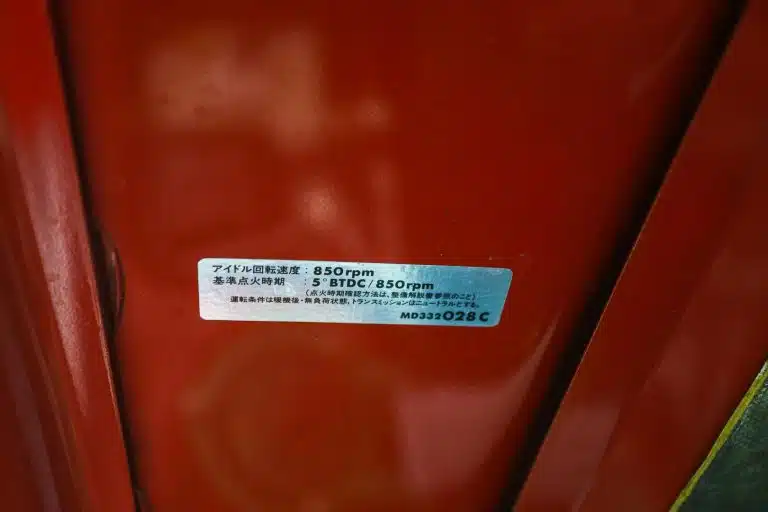 アイドル回転速度 : 850rpm
基準点火時期 : 5°BTDC/850rpm
(点火時期確認方法は、整備解説書参照のこと)
運転条件は暖機後・無負荷状態, トランスミッションはニュートラルとする。
MD332028C